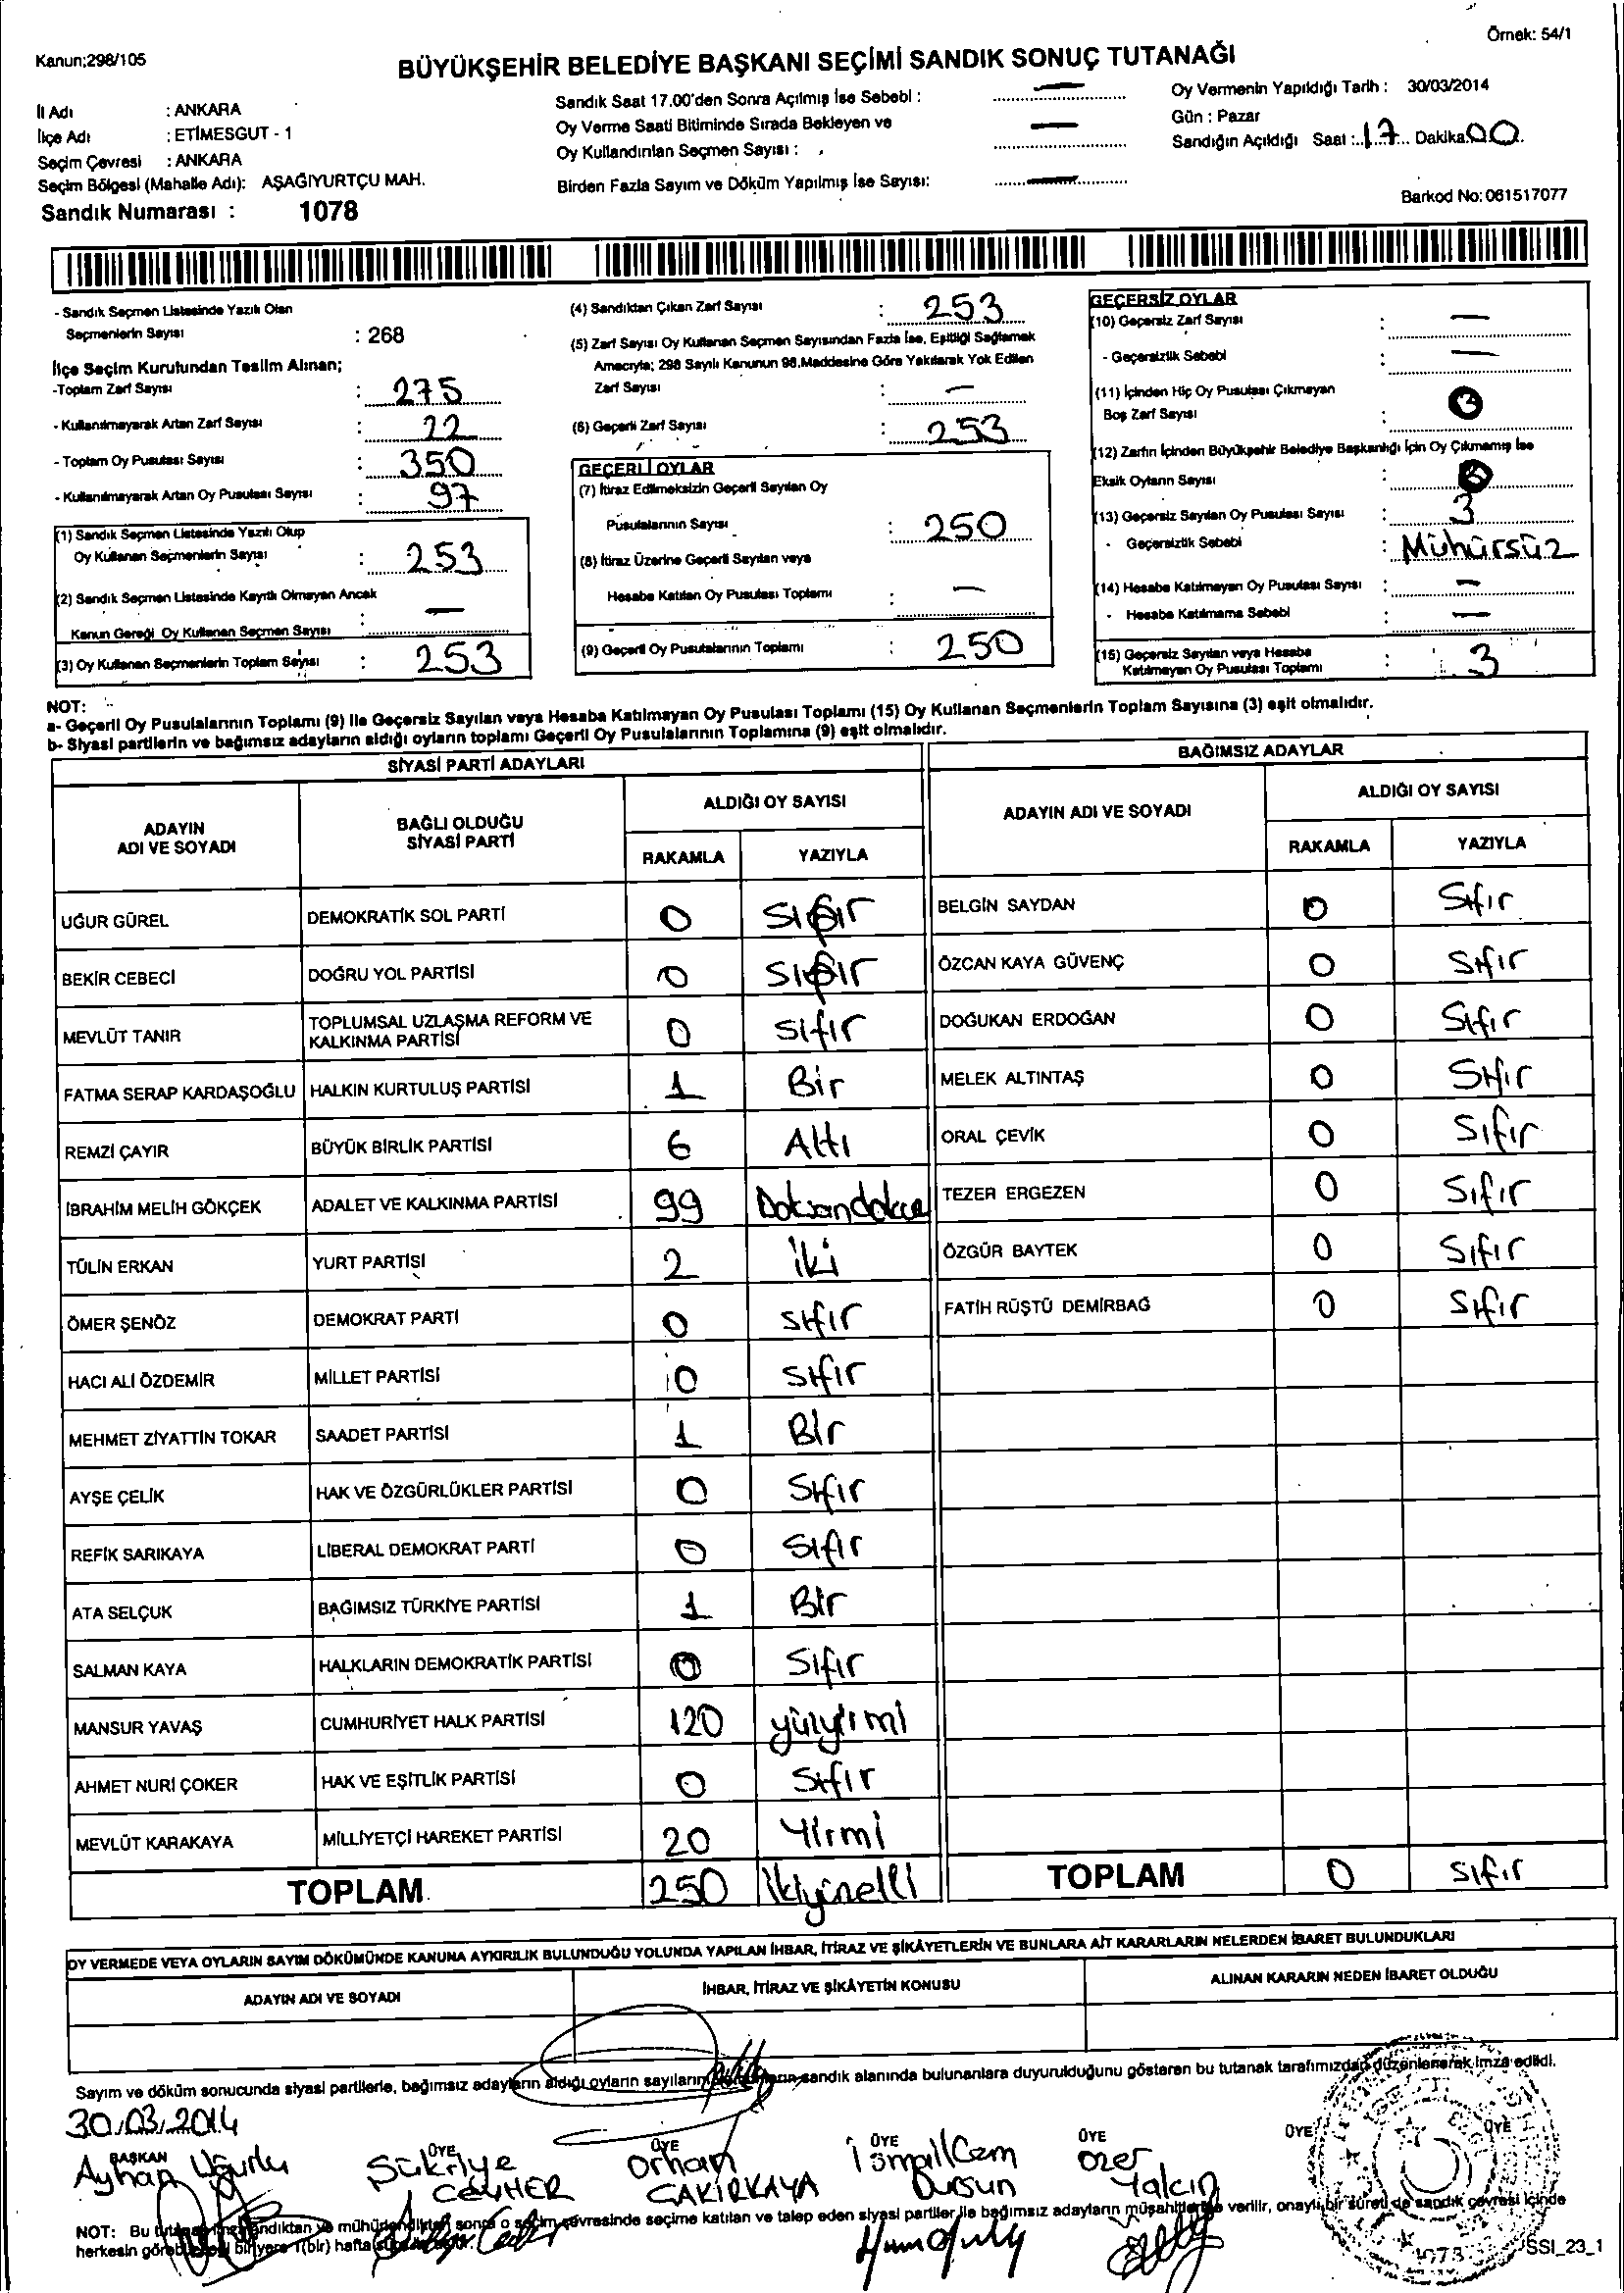 Örnek: 54/1
Kanun;298/105
BÜYÜKŞEHİR BELEDİYE BAŞKANI SEÇİMİ SANDIK SONUÇ TUTANAĞI
İl Adı : ANKARA
İlçe Adı : ETİMESGUT - 1
Seçim Çevresi : ANKARA
Seçim Bölgesi (Mahalle Adı): AŞAĞIYURTÇU MAH.
Sandık Numarası : 1078
Sandık Saat 17.00'den Sonra Açılmış İse Sebebi : —
Oy Verme Saati Bitiminde Sırada Bekleyen ve
Oy Kullandırılan Seçmen Sayısı : —
Birden Fazla Sayım ve Döküm Yapılmış İse Sayısı: —
Oy Vermenin Yapıldığı Tarih : 30/03/2014
Gün : Pazar
Sandığın Açıldığı Saat : 17 Dakika 00
Barkod No: 061517077
- Sandık Seçmen Listesinde Yazılı Olan
Seçmenlerin Sayısı : 268
İlçe Seçim Kurulundan Teslim Alınan;
-Toplam Zarf Sayısı : 275
- Kullanılmayarak Artan Zarf Sayısı : 22
- Toplam Oy Pusulası Sayısı : 350
- Kullanılmayarak Artan Oy Pusulası Sayısı : 97
(1) Sandık Seçmen Listesinde Yazılı Olup
Oy Kullanan Seçmenlerin Sayısı : 253
(2) Sandık Seçmen Listesinde Kayıtlı Olmayan Ancak
Kanun Gereği Oy Kullanan Seçmen Sayısı : —
(3) Oy Kullanan Seçmenlerin Toplam Sayısı : 253
(4) Sandıktan Çıkan Zarf Sayısı : 253
(5) Zarf Sayısı Oy Kullanan Seçmen Sayısından Fazla İse, Eşitliği Sağlamak
Amacıyla; 298 Sayılı Kanunun 98.Maddesine Göre Yakılarak Yok Edilen
Zarf Sayısı : —
(6) Geçerli Zarf Sayısı : 253
GEÇERLİ OYLAR
(7) İtiraz Edilmeksizin Geçerli Sayılan Oy
Pusulalarının Sayısı : 250
(8) İtiraz Üzerine Geçerli Sayılan veya
Hesaba Katılan Oy Pusulası Toplamı : —
(9) Geçerli Oy Pusulalarının Toplamı : 250
GEÇERSİZ OYLAR
(10) Geçersiz Zarf Sayısı : —
- Geçersizlik Sebebi : —
(11) İçinden Hiç Oy Pusulası Çıkmayan
Boş Zarf Sayısı :
(12) Zarfın İçinden Büyükşehir Belediye Başkanlığı İçin Oy Çıkmamış İse
Eksik Oyların Sayısı :
(13) Geçersiz Sayılan Oy Pusulası Sayısı : 3
- Geçersizlik Sebebi : Mühürsüz
(14) Hesaba Katılmayan Oy Pusulası Sayısı : —
- Hesaba Katılmama Sebebi : —
(15) Geçersiz Sayılan veya Hesaba
Katılmayan Oy Pusulası Toplamı : 3
NOT:
a- Geçerli Oy Pusulalarının Toplamı (9) ile Geçersiz Sayılan veya Hesaba Katılmayan Oy Pusulası Toplamı (15) Oy Kullanan Seçmenlerin Toplam Sayısına (3) eşit olmalıdır.
b- Siyasi partilerin ve bağımsız adayların aldığı oyların toplamı Geçerli Oy Pusulalarının Toplamına (9) eşit olmalıdır.
SİYASİ PARTİ ADAYLARI
ADAYIN ADI VE SOYADI
BAĞLI OLDUĞU SİYASİ PARTİ
ALDIĞI OY SAYISI
RAKAMLA YAZIYLA
UĞUR GÜREL DEMOKRATİK SOL PARTİ 0 Sıfır
BEKİR CEBECİ DOĞRU YOL PARTİSİ 0 Sıfır
MEVLÜT TANIR TOPLUMSAL UZLAŞMA REFORM VE KALKINMA PARTİSİ 0 Sıfır
FATMA SERAP KARDAŞOĞLU HALKIN KURTULUŞ PARTİSİ 1 Bir
REMZİ ÇAYIR BÜYÜK BİRLİK PARTİSİ 6 Altı
İBRAHİM MELİH GÖKÇEK ADALET VE KALKINMA PARTİSİ 99
TÜLİN ERKAN YURT PARTİSİ 2 İki
ÖMER ŞENÖZ DEMOKRAT PARTİ 0 Sıfır
HACI ALİ ÖZDEMİR MİLLET PARTİSİ 0 Sıfır
MEHMET ZİYATTİN TOKAR SAADET PARTİSİ 1 Bir
AYŞE ÇELİK HAK VE ÖZGÜRLÜKLER PARTİSİ 0 Sıfır
REFİK SARIKAYA LİBERAL DEMOKRAT PARTİ 0 Sıfır
ATA SELÇUK BAĞIMSIZ TÜRKİYE PARTİSİ 1 Bir
SALMAN KAYA HALKLARIN DEMOKRATİK PARTİSİ 0 Sıfır
MANSUR YAVAŞ CUMHURİYET HALK PARTİSİ 120 yüzyirmi
AHMET NURİ ÇOKER HAK VE EŞİTLİK PARTİSİ 0 Sıfır
MEVLÜT KARAKAYA MİLLİYETÇİ HAREKET PARTİSİ 20 Yirmi
TOPLAM. 250 İkiyüzelli
BAĞIMSIZ ADAYLAR
ADAYIN ADI VE SOYADI
ALDIĞI OY SAYISI
RAKAMLA YAZIYLA
BELGİN SAYDAN 0 Sıfır
ÖZCAN KAYA GÜVENÇ 0 Sıfır
DOĞUKAN ERDOĞAN 0 Sıfır
MELEK ALTINTAŞ 0 Sıfır
ORAL ÇEVİK 0 Sıfır
TEZER ERGEZEN 0 Sıfır
ÖZGÜR BAYTEK 0 Sıfır
FATİH RÜŞTÜ DEMİRBAĞ 0 Sıfır
TOPLAM 0 Sıfır
OY VERMEDE VEYA OYLARIN SAYIM DÖKÜMÜNDE KANUNA AYKIRILIK BULUNDUĞU YOLUNDA YAPILAN İHBAR, İTİRAZ VE ŞİKÂYETLERİN VE BUNLARA AİT KARARLARIN NELERDEN İBARET BULUNDUKLARI
ADAYIN ADI VE SOYADI İHBAR, İTİRAZ VE ŞİKÂYETİN KONUSU ALINAN KARARIN NEDEN İBARET OLDUĞU
Sayım ve döküm sonucunda siyasi partilerle, bağımsız adayların aldığı oyların sayılarının sandık alanında bulunanlara duyurulduğunu gösteren bu tutanak tarafımızdan düzenlenerek imza edildi.
30.03.2014
BAŞKAN ÜYE ÜYE ÜYE ÜYE ÜYE ÜYE
Ayhan Uğurlu Şükriye CEVHER Orhan ÇAKIRKAYA İsmail Cem Dursun Özer Yalçın
NOT: Bu tutanak imzalandıktan ve mühürlendikten sonra o seçim çevresinde seçime katılan ve talep eden siyasi partiler ile bağımsız adayların müşahitlerine verilir, onaylı bir sureti de sandık çevresi içinde
herkesin görebileceği bir yere 1(bir) hafta
1078
SSI_23_1